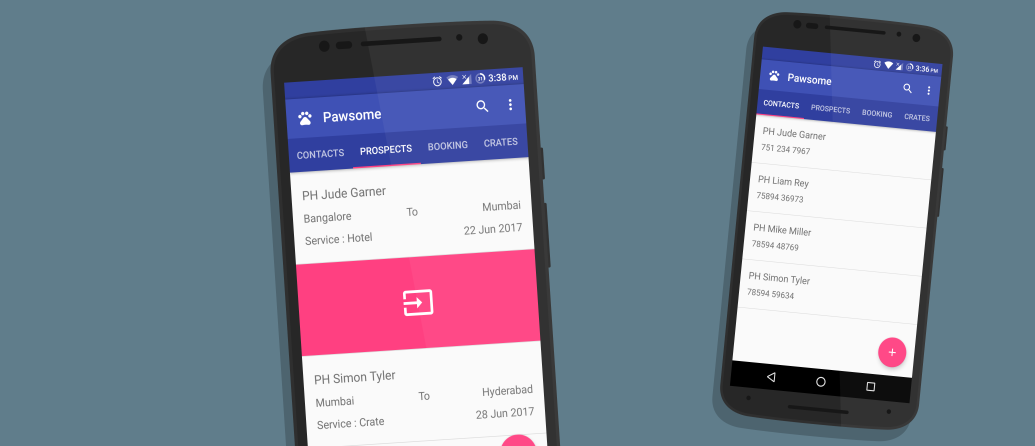 3:38 PM
Pawsome
CONTACTS PROSPECTS BOOKING CRATES
PH Jude Garner
Bangalore To Mumbai
Service : Hotel 22 Jun 2017
PH Simon Tyler
Mumbai To Hyderabad
Service : Crate 28 Jun 2017
3:36 PM
Pawsome
CONTACTS PROSPECTS BOOKING CRATES
PH Jude Garner
751 234 7967
PH Liam Rey
75894 36973
PH Mike Miller
78594 48769
PH Simon Tyler
78594 59634
+